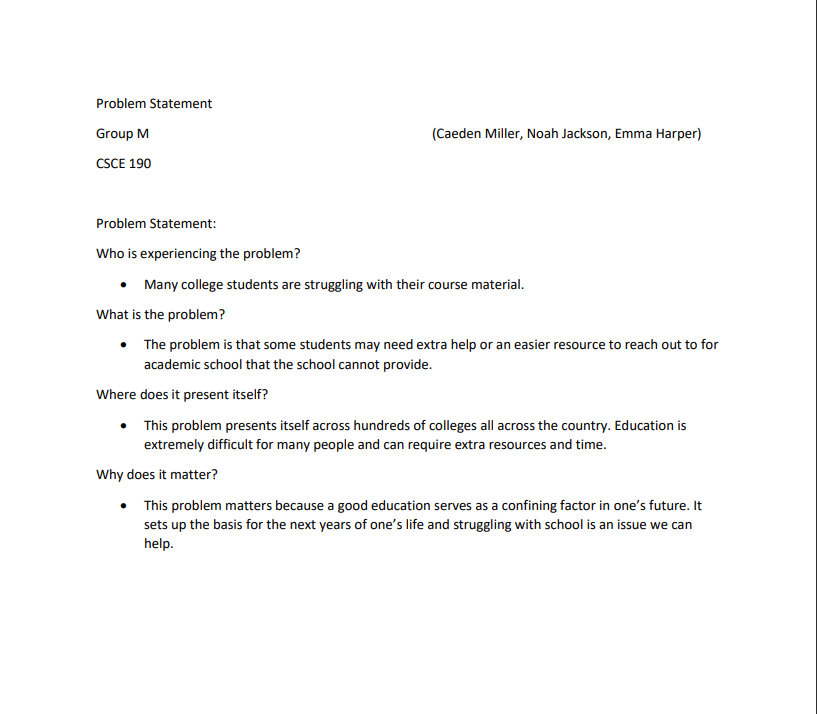 Problem Statement
Group M (Caeden Miller, Noah Jackson, Emma Harper)
CSCE 190
Problem Statement:
Who is experiencing the problem?
• Many college students are struggling with their course material.
What is the problem?
• The problem is that some students may need extra help or an easier resource to reach out to for
academic school that the school cannot provide.
Where does it present itself?
• This problem presents itself across hundreds of colleges all across the country. Education is
extremely difficult for many people and can require extra resources and time.
Why does it matter?
• This problem matters because a good education serves as a confining factor in one’s future. It
sets up the basis for the next years of one’s life and struggling with school is an issue we can
help.